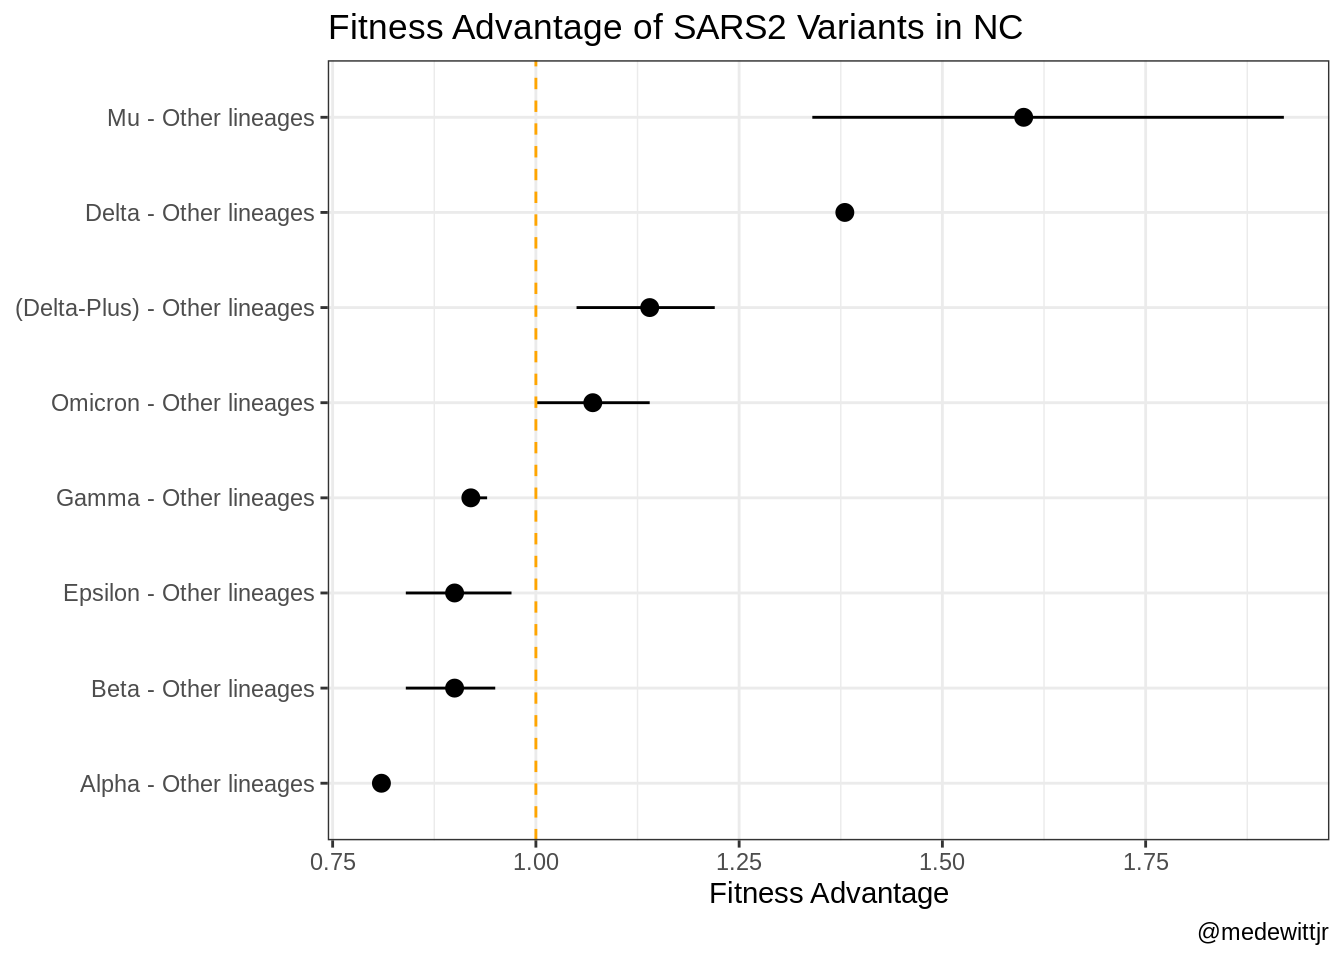 Fitness Advantage of SARS2 Variants in NC
Mu - Other lineages
Delta - Other lineages
(Delta-Plus) - Other lineages
Omicron - Other lineages
Gamma - Other lineages
Epsilon - Other lineages
Beta - Other lineages
Alpha - Other lineages
0.75 1.00 1.25 1.50 1.75
Fitness Advantage
@medewittjr